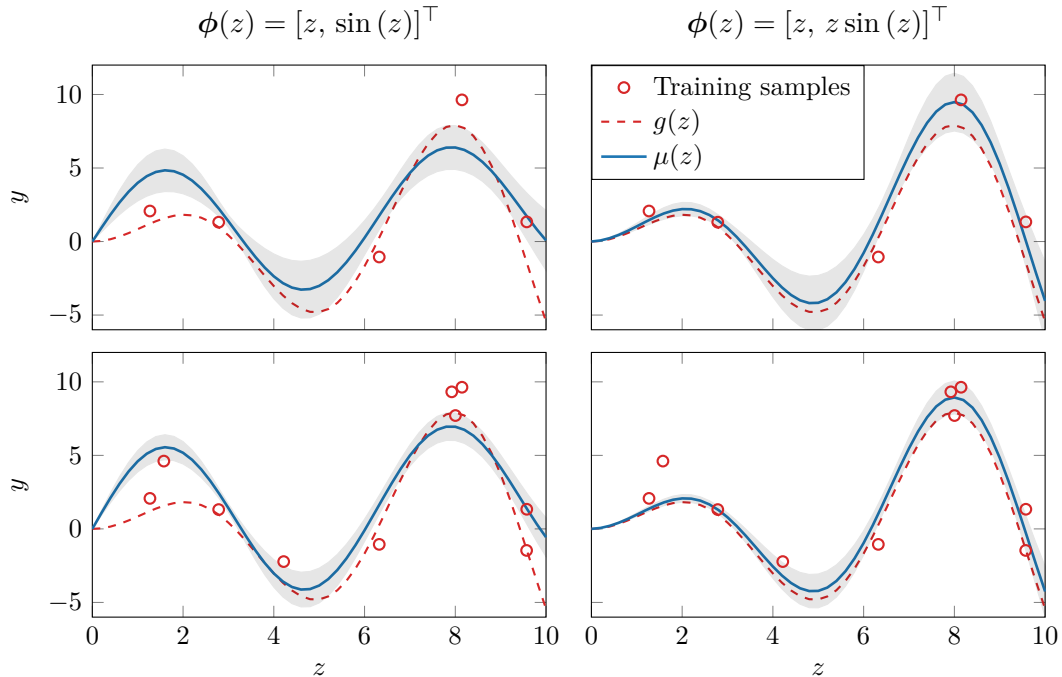 ϕ(z) = [z, sin (z)]⊤
ϕ(z) = [z, z sin (z)]⊤
10
5
0
−5
y
Training samples
g(z)
μ(z)
10
5
0
−5
y
0 2 4 6 8 10
z
0 2 4 6 8 10
z